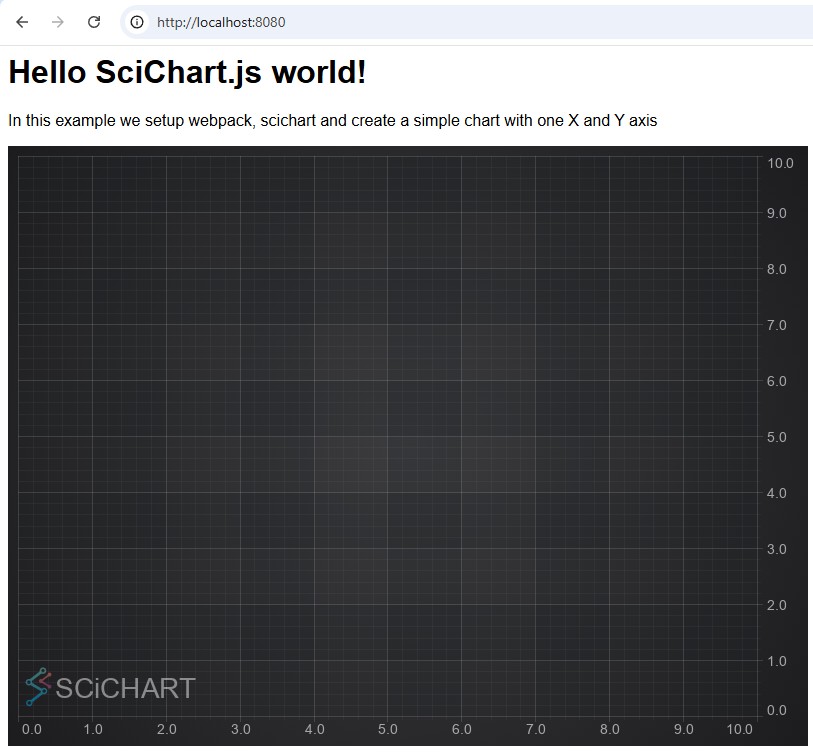 http://localhost:8080
Hello SciChart.js world!
In this example we setup webpack, scichart and create a simple chart with one X and Y axis
10.0
9.0
8.0
7.0
6.0
5.0
4.0
3.0
2.0
1.0
0.0
SCiCHART
0.0 1.0 2.0 3.0 4.0 5.0 6.0 7.0 8.0 9.0 10.0